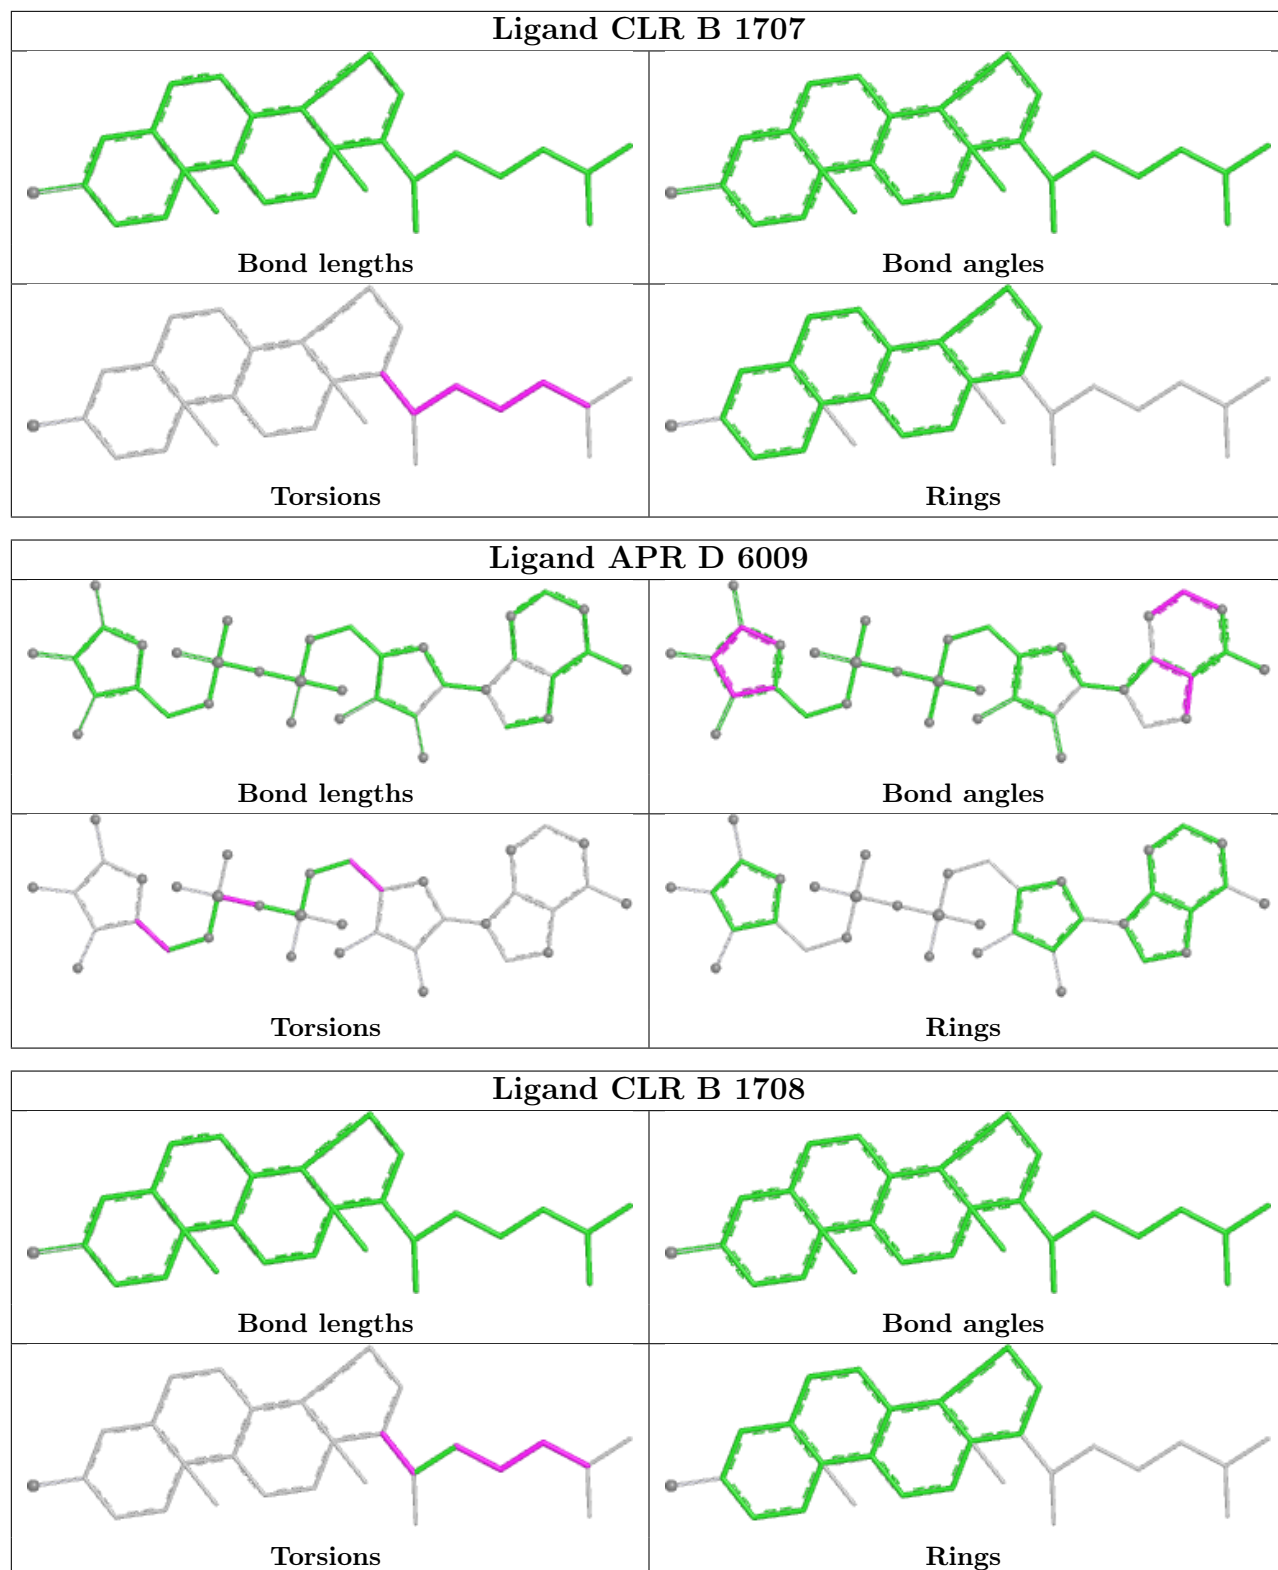 Ligand CLR B 1707
Bond lengths
Bond angles
Torsions
Rings
Ligand APR D 6009
Bond lengths
Bond angles
Torsions
Rings
Ligand CLR B 1708
Bond lengths
Bond angles
Torsions
Rings